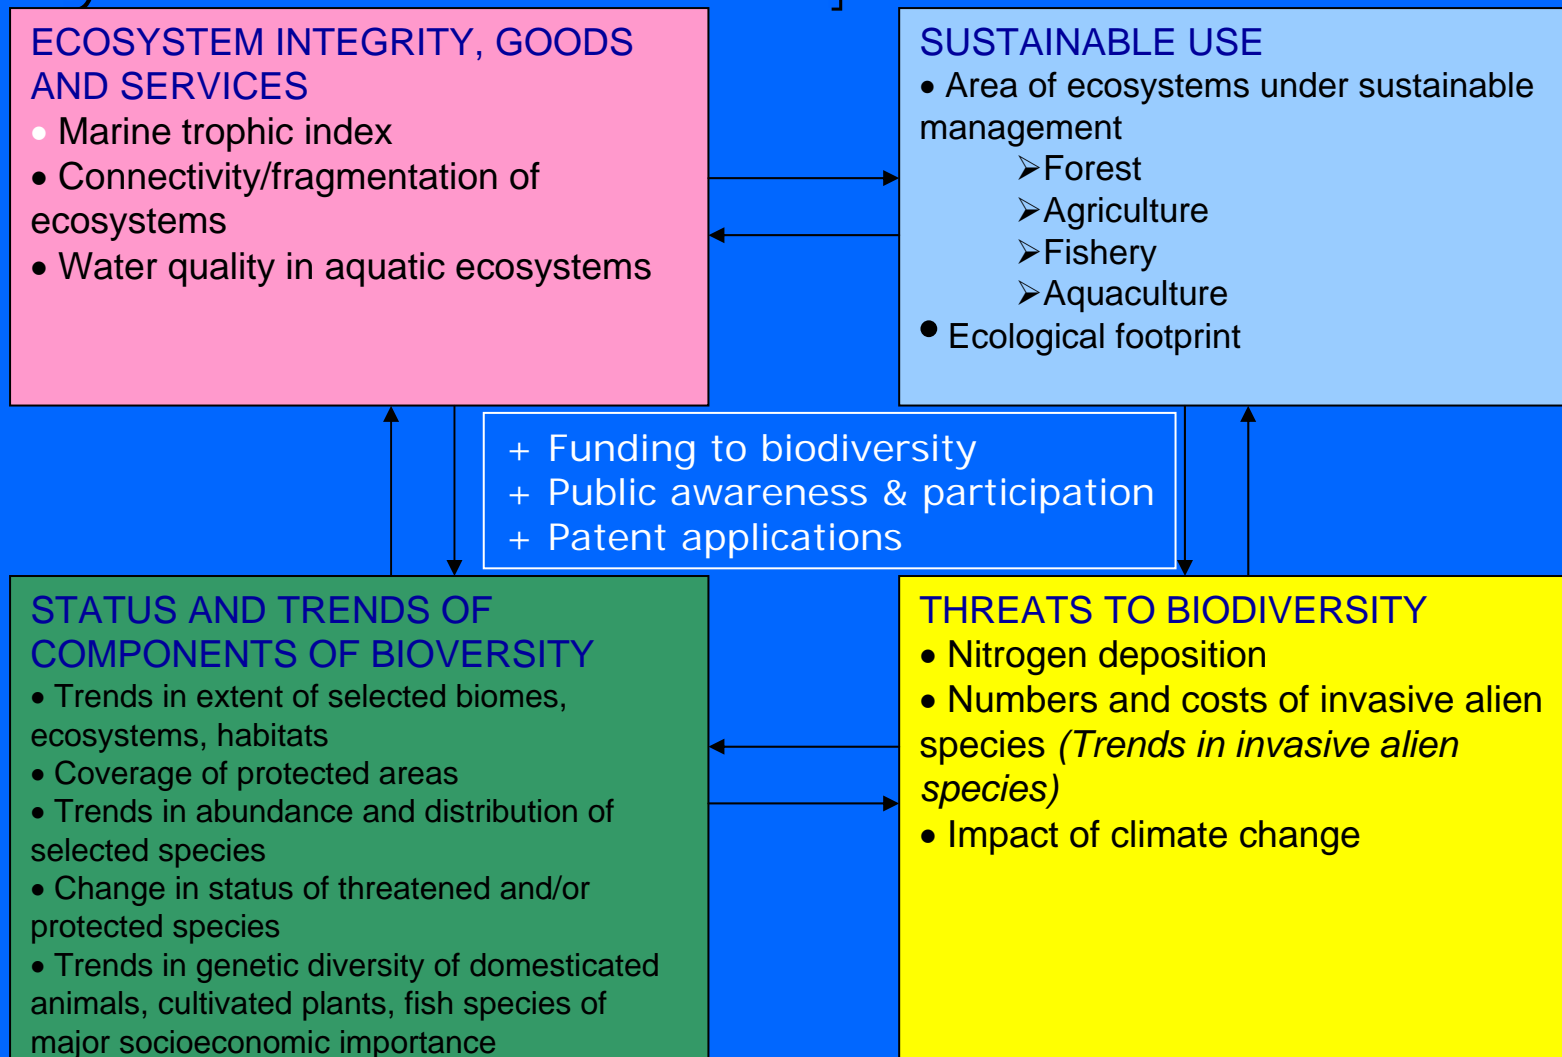 ECOSYSTEM INTEGRITY, GOODS
AND SERVICES
• Marine trophic index
• Connectivity/fragmentation of
ecosystems
• Water quality in aquatic ecosystems
SUSTAINABLE USE
• Area of ecosystems under sustainable
management
➢Forest
➢Agriculture
➢Fishery
➢Aquaculture
• Ecological footprint
+ Funding to biodiversity
+ Public awareness & participation
+ Patent applications
STATUS AND TRENDS OF
COMPONENTS OF BIOVERSITY
• Trends in extent of selected biomes,
ecosystems, habitats
• Coverage of protected areas
• Trends in abundance and distribution of
selected species
• Change in status of threatened and/or
protected species
• Trends in genetic diversity of domesticated
animals, cultivated plants, fish species of
major socioeconomic importance
THREATS TO BIODIVERSITY
• Nitrogen deposition
• Numbers and costs of invasive alien
species (Trends in invasive alien
species)
• Impact of climate change